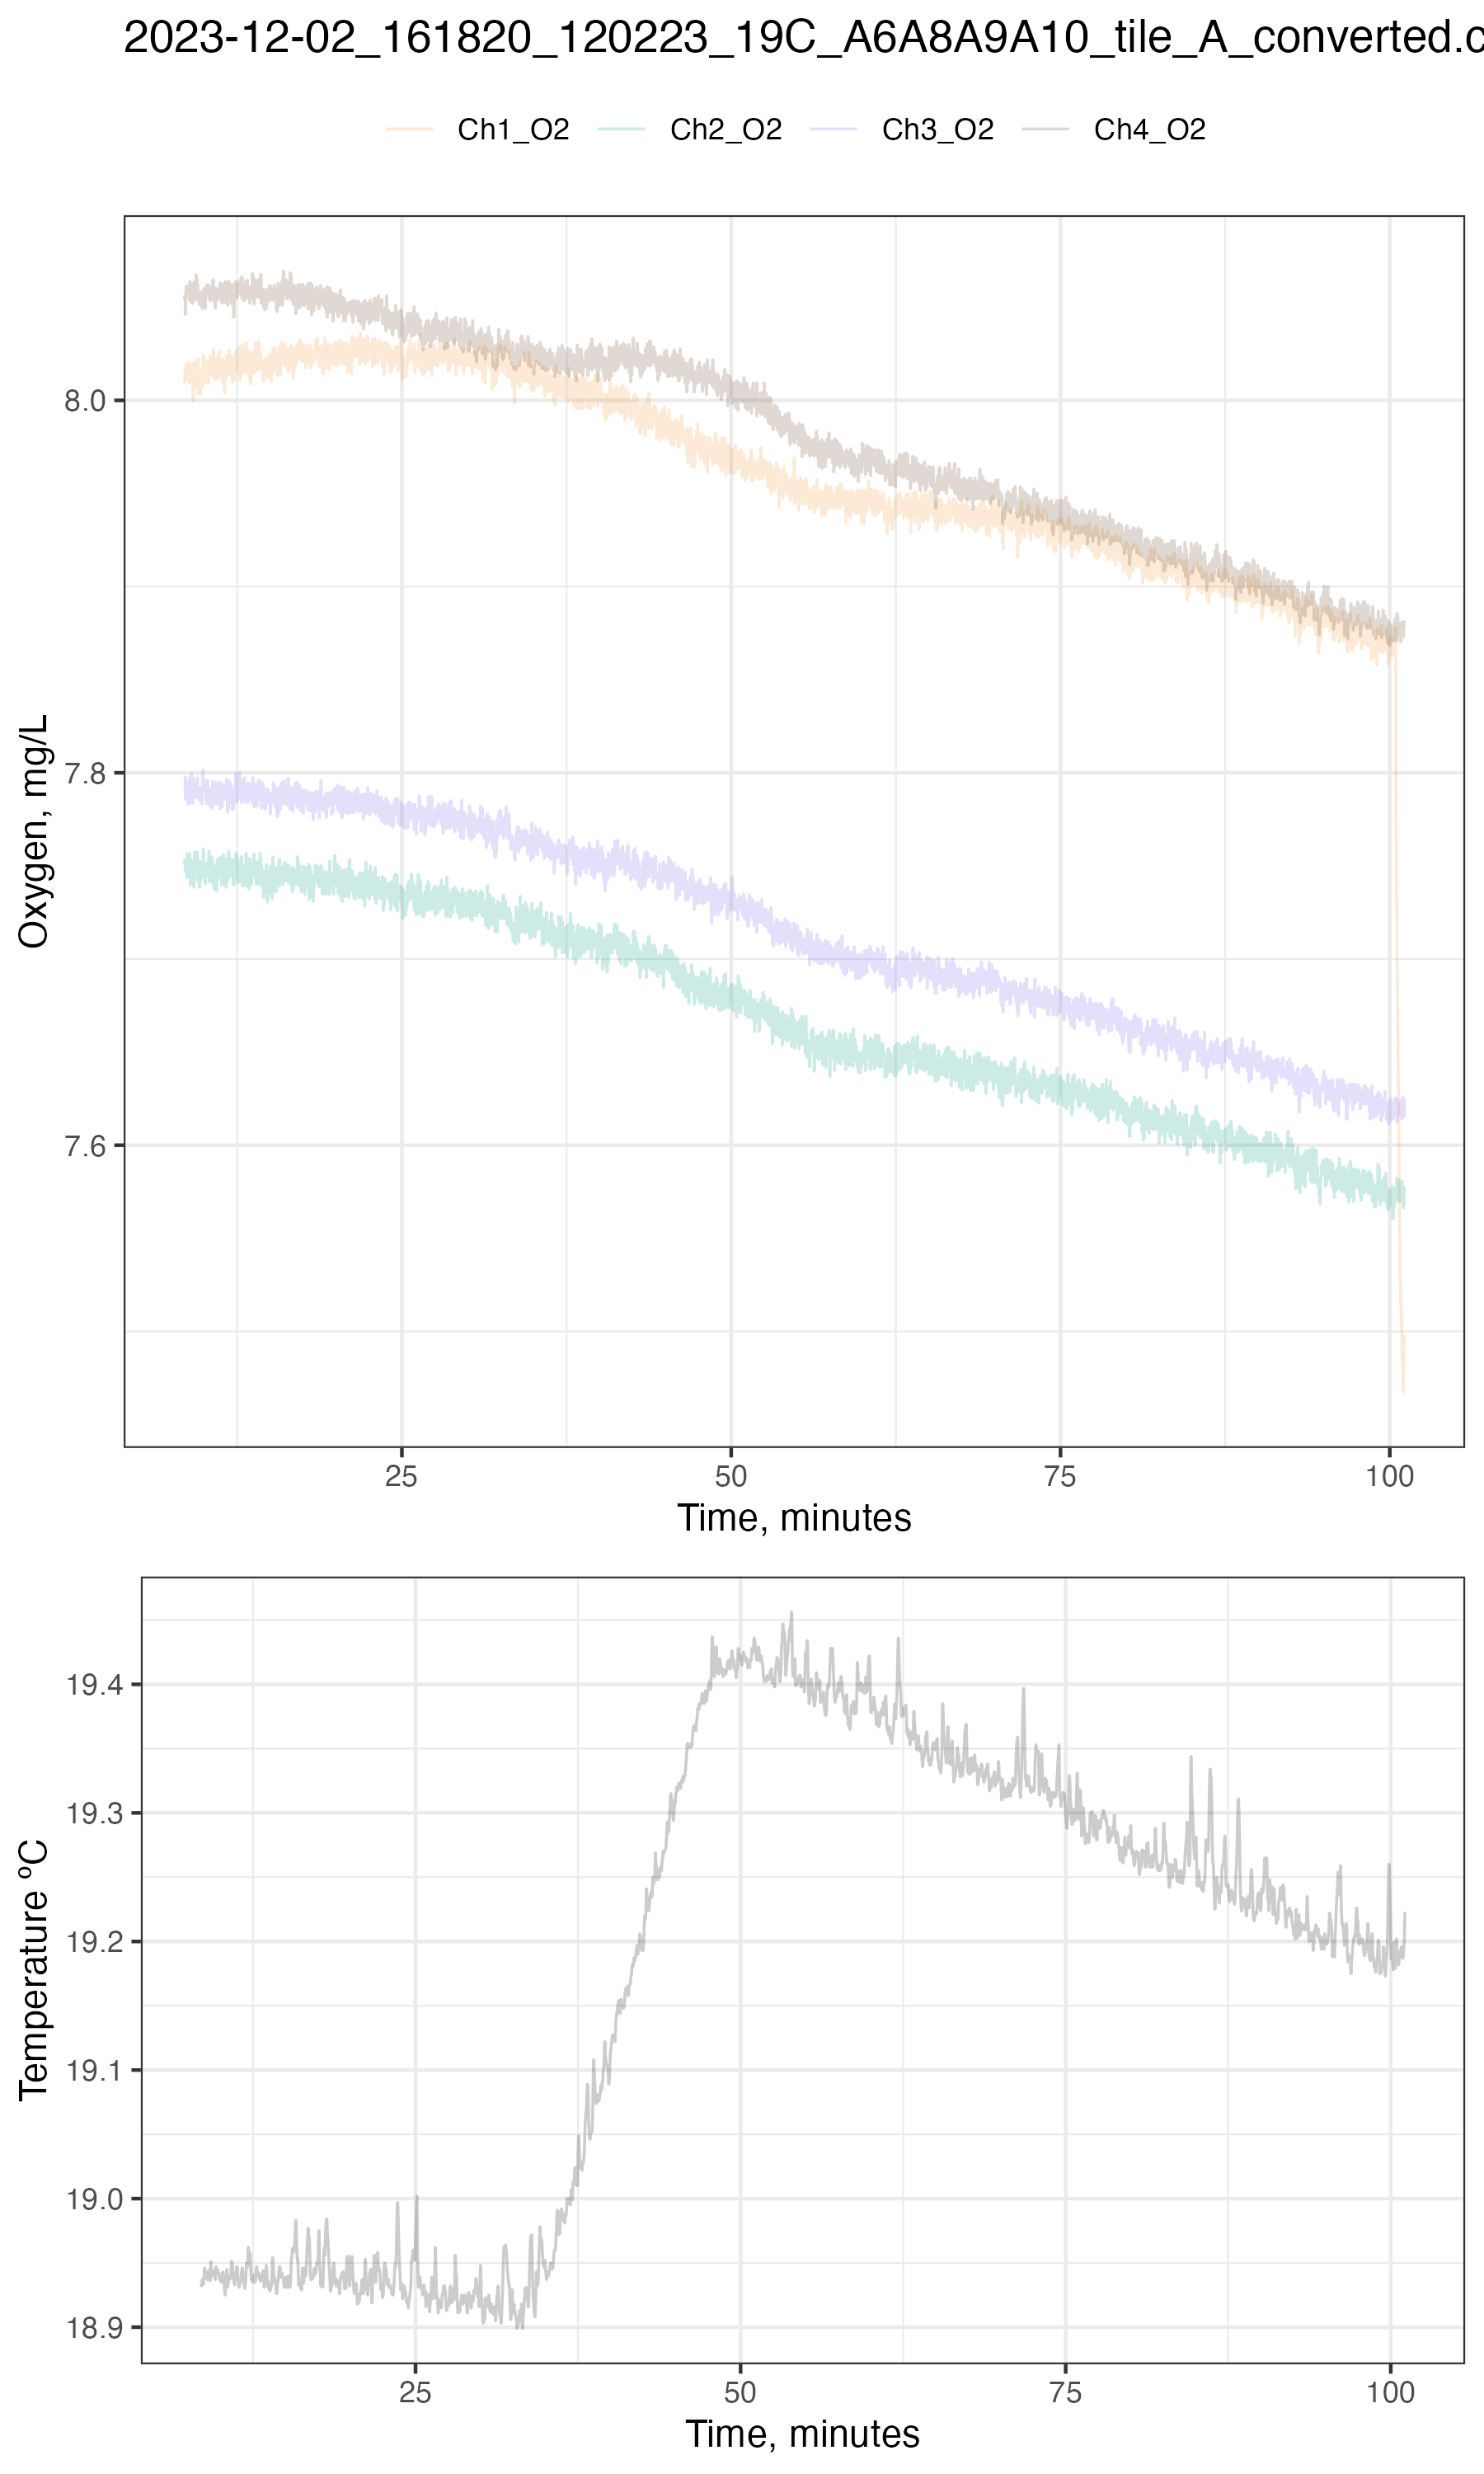 2023-12-02_161820_120223_19C_A6A8A9A10_tile_A_converted.c
Ch1_O2 Ch2_O2 Ch3_O2 Ch4_O2
8.0
7.8
7.6
Oxygen, mg/L
25 50 75 100
Time, minutes
19.4
19.3
19.2
19.1
19.0
18.9
Temperature ºC
25 50 75 100
Time, minutes